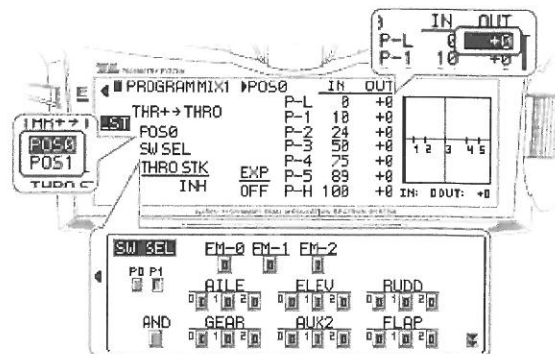 IN OUT
P-L 0 +0
P-1 10 +0
PROGRAM MIX1 ▶POS0 IN OUT
THR+→THRO
POS0
SW SEL
THRO STK
INH
EXP
OFF
P-L 0 +0
P-1 10 +0
P-2 24 +0
P-3 50 +0
P-4 75 +0
P-5 89 +0
P-H 100 +0
1 2 3 4 5
IN: 0 OUT: +0
LST
POS0
POS1
SW SEL FM-0 FM-1 FM-2
P0 P1
AILE ELEV RUDD
0 1 2 0 1 2 0 1 2
AND GEAR AUX2 FLAP
0 1 2 0 1 2 0 1 2